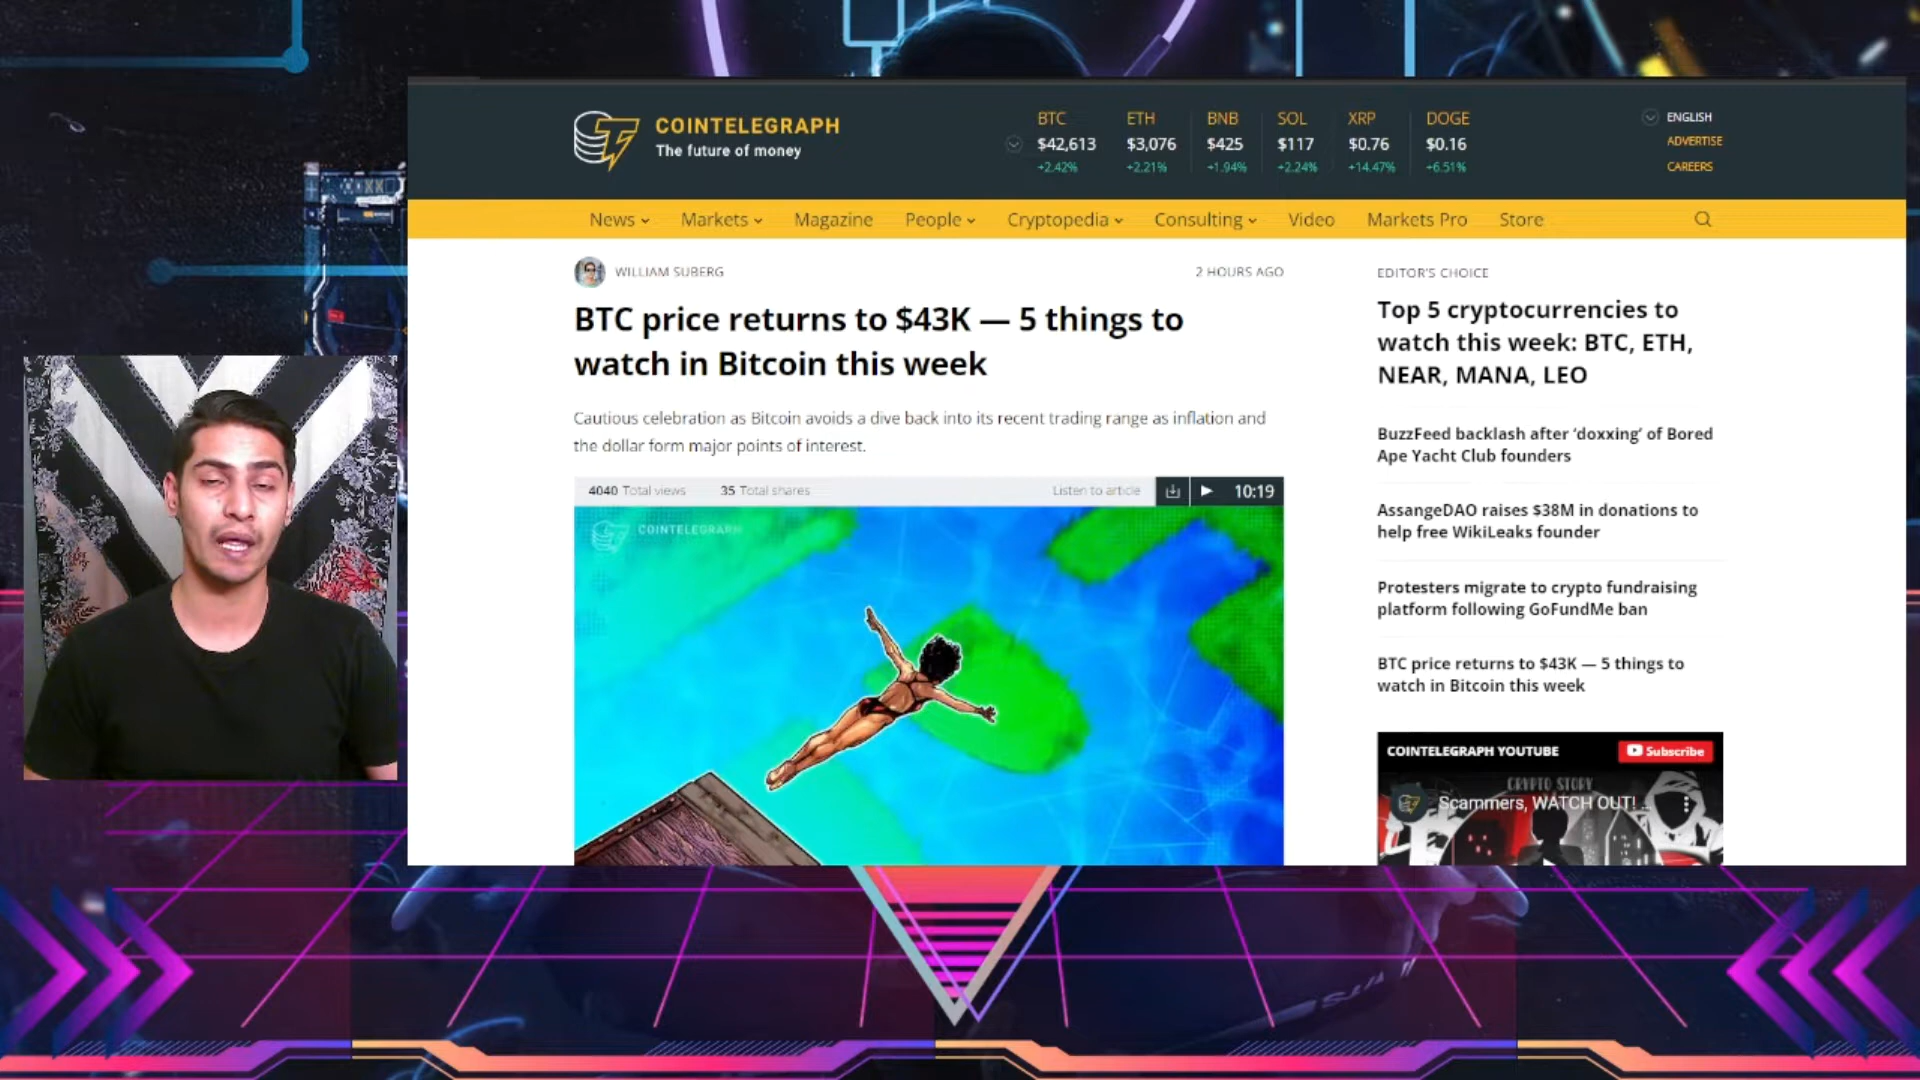 COINTELEGRAPH
The future of money
BTC
$42,613
+2.42%
ETH
$3,076
+2.21%
BNB
$425
+1.94%
SOL
$117
+2.24%
XRP
$0.76
+14.47%
DOGE
$0.16
+6.51%
ENGLISH
ADVERTISE
CAREERS
News Markets Magazine People Cryptopedia Consulting Video Markets Pro Store
WILLIAM SUBERG
2 HOURS AGO
BTC price returns to $43K — 5 things to
watch in Bitcoin this week
Cautious celebration as Bitcoin avoids a dive back into its recent trading range as inflation and
the dollar form major points of interest.
4040 Total views 35 Total shares Listen to article 10:19
COINTELEGRAPH
EDITOR'S CHOICE
Top 5 cryptocurrencies to
watch this week: BTC, ETH,
NEAR, MANA, LEO
BuzzFeed backlash after ‘doxxing’ of Bored
Ape Yacht Club founders
AssangeDAO raises $38M in donations to
help free WikiLeaks founder
Protesters migrate to crypto fundraising
platform following GoFundMe ban
BTC price returns to $43K — 5 things to
watch in Bitcoin this week
COINTELEGRAPH YOUTUBE
Subscribe
CRYPTO STORY
Scammers, WATCH OUT! ...